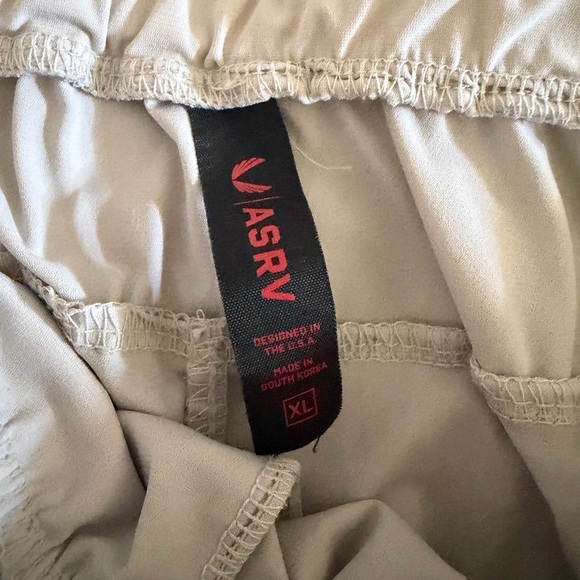 ASRV
DESIGNED IN
THE U.S.A
MADE IN
SOUTH KOREA
XL